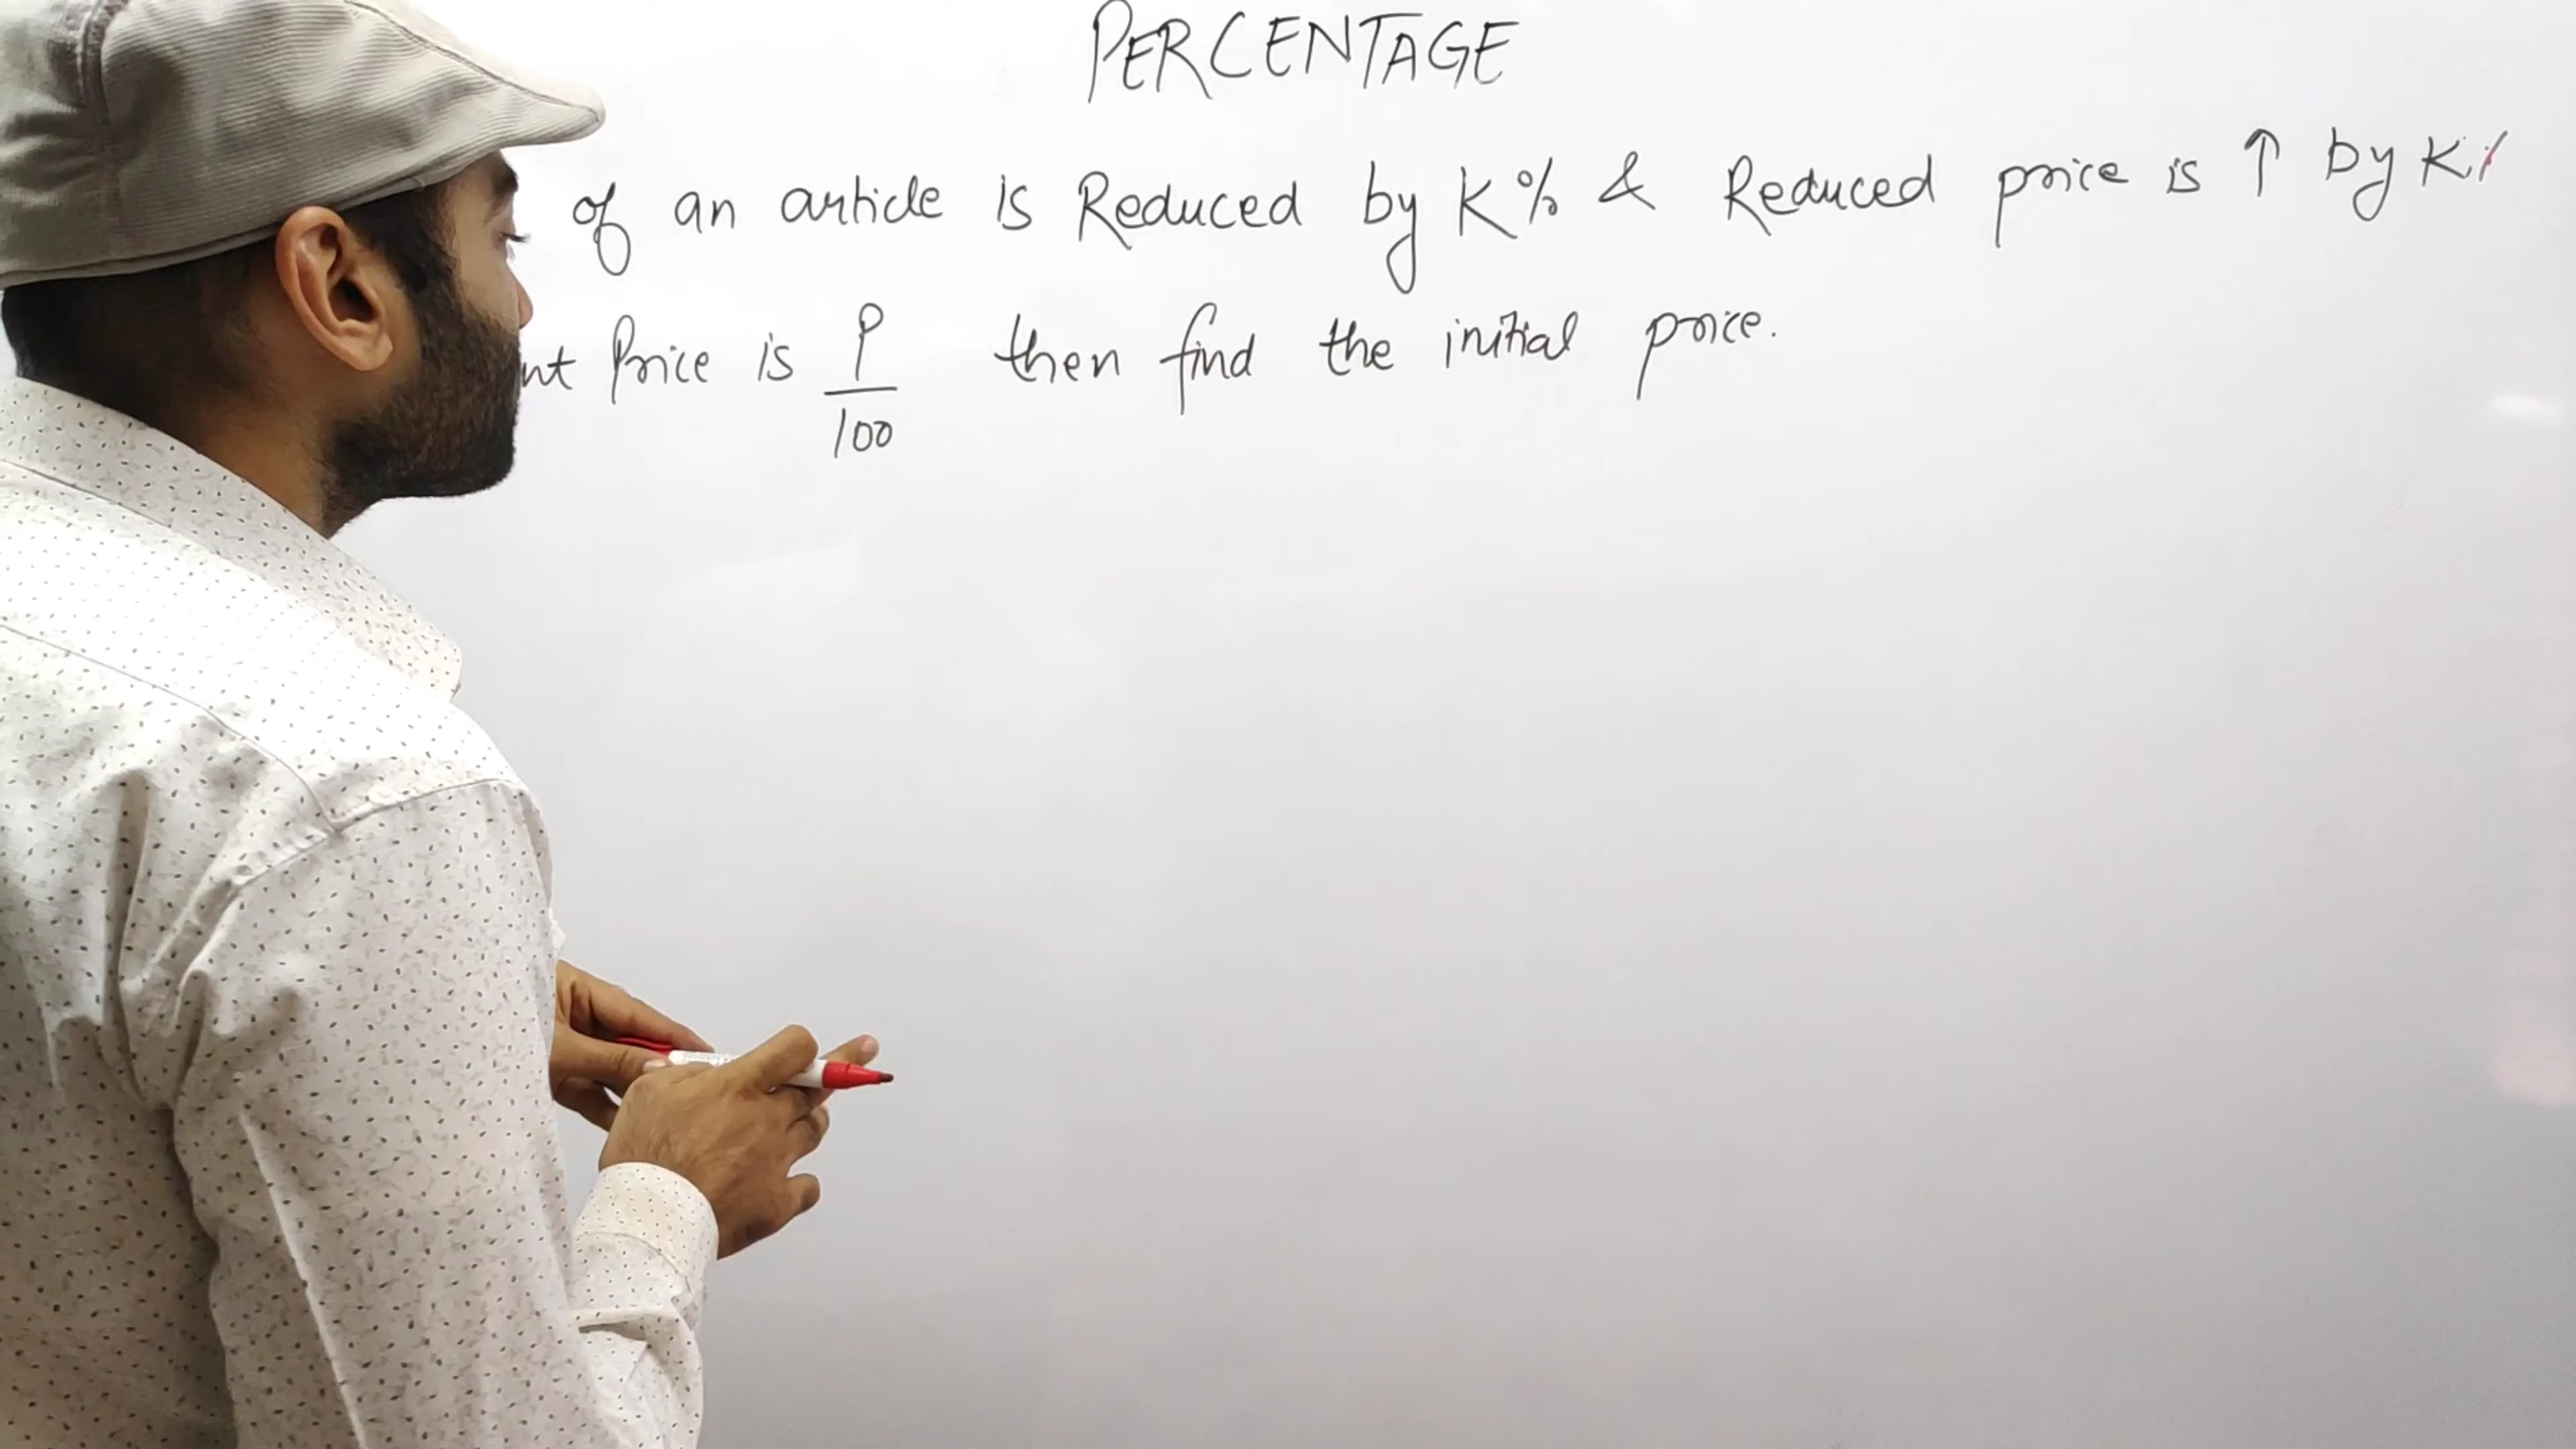 PERCENTAGE
of an article is Reduced by K% & Reduced price is ↑ by K%
nt Price is P/100 then find the initial price.